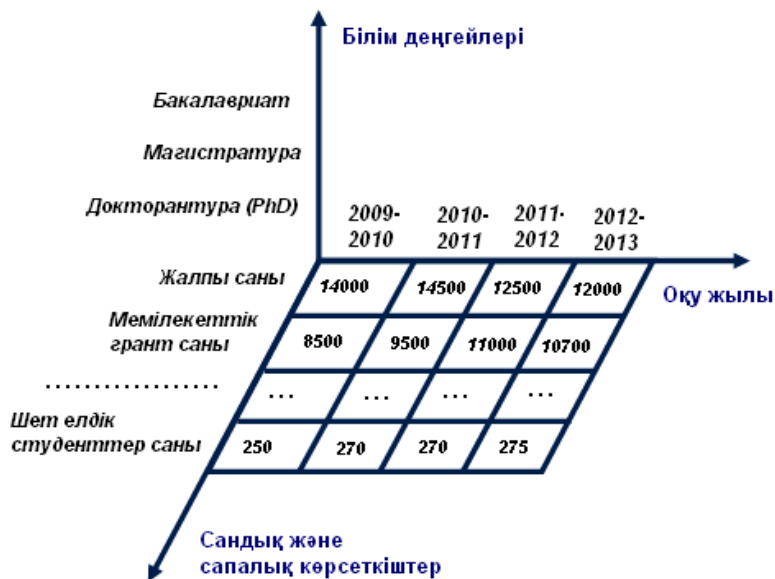 Білім деңгейлері
Бакалавриат
Магистратура
Докторантура (PhD)
2009-
2010
2010-
2011
2011-
2012
2012-
2013
Оқу жылы
Жалпы саны
14000 14500 12500 12000
Мемілекеттік
грант саны
8500 9500 11000 10700
..................
... ... ... ...
Шет елдік
студенттер саны
250 270 270 275
Сандық және
сапалық көрсеткіштер